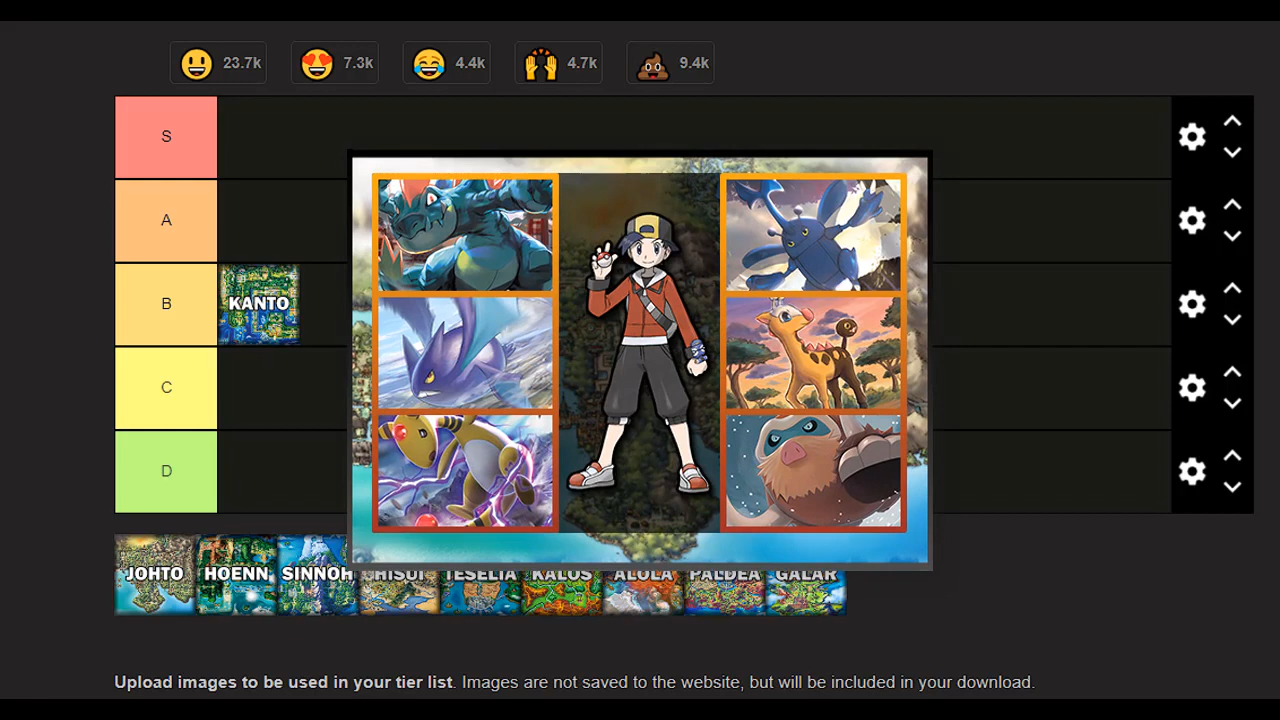 23.7k 7.3k 4.4k 4.7k 9.4k
S
A
B KANTO
C
D
JOHTO HOENN SINNOH HISUI TESELIA KALOS ALOLA PALDEA GALAR
Upload images to be used in your tier list. Images are not saved to the website, but will be included in your download.